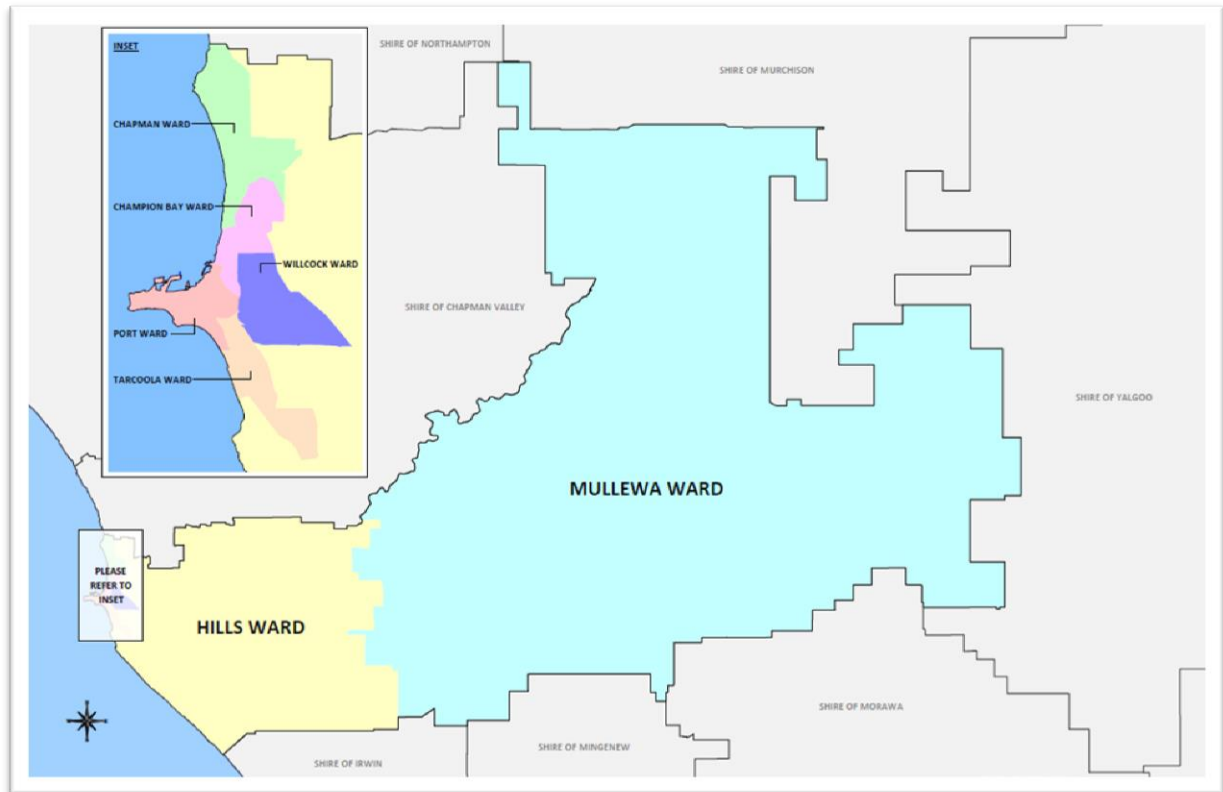 INSET
SHIRE OF NORTHAMPTON
SHIRE OF MURCHISON
CHAPMAN WARD
CHAMPION BAY WARD
WILLCOCK WARD
PORT WARD
TARCOOLA WARD
SHIRE OF CHAPMAN VALLEY
SHIRE OF YALGOO
MULLEWA WARD
PLEASE
REFER TO
INSET
HILLS WARD
SHIRE OF MORAWA
SHIRE OF MINGENEW
SHIRE OF IRWIN